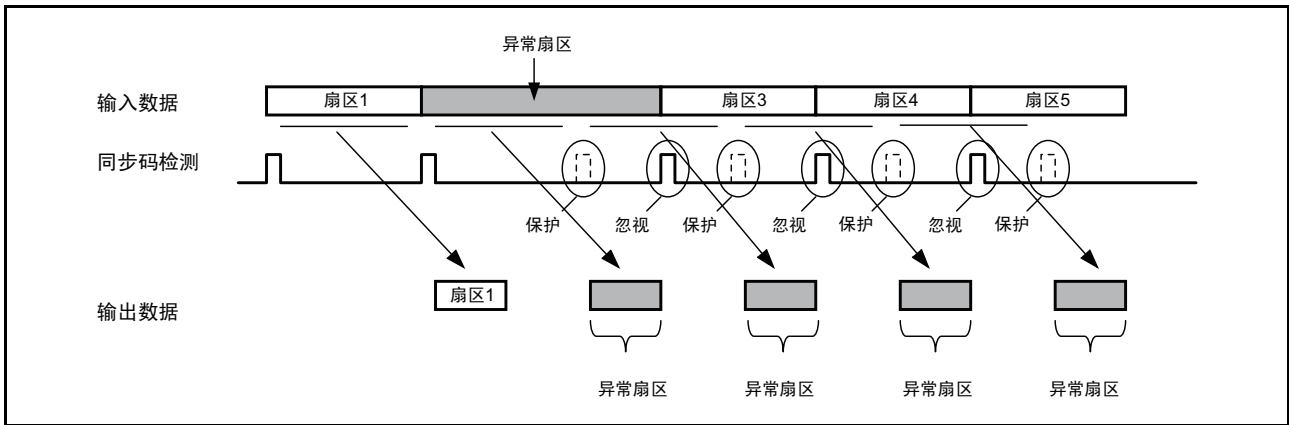 异常扇区
输入数据
扇区1
扇区3
扇区4
扇区5
同步码检测
保护
忽视
保护
忽视
保护
忽视
保护
输出数据
扇区1
异常扇区
异常扇区
异常扇区
异常扇区